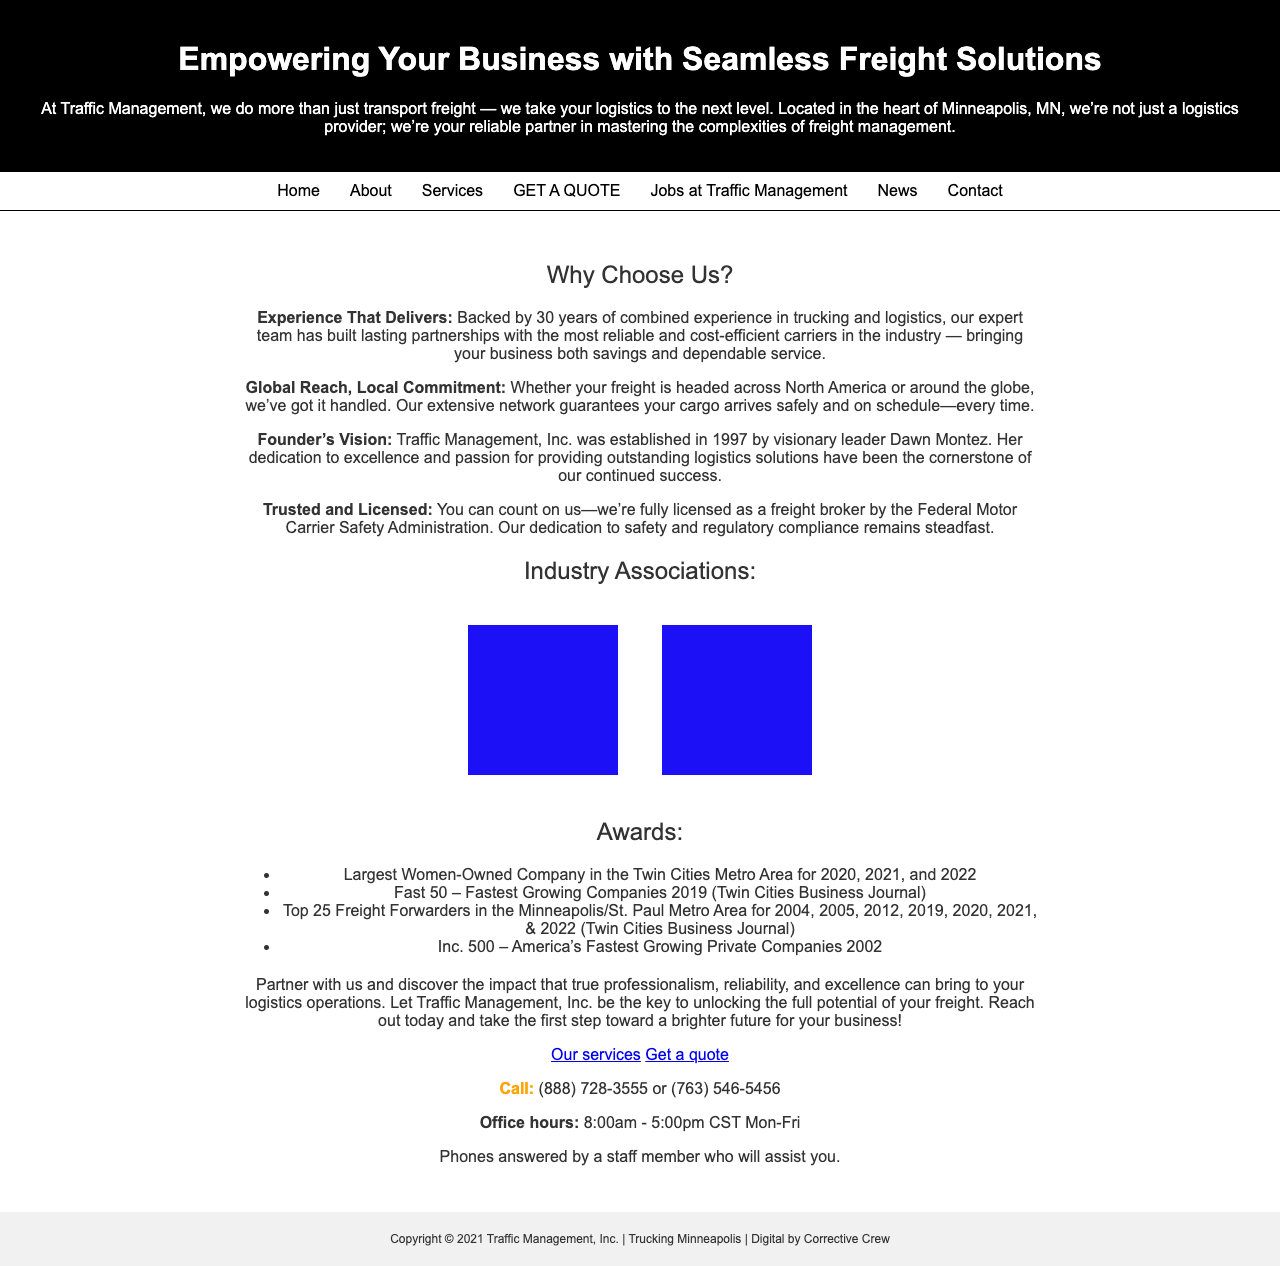 Empowering Your Business with Seamless Freight Solutions
At Traffic Management, we do more than just transport freight — we take your logistics to the next level. Located in the heart of Minneapolis, MN, we’re not just a logistics
provider; we’re your reliable partner in mastering the complexities of freight management.
Home About Services GET A QUOTE Jobs at Traffic Management News Contact
Why Choose Us?
Experience That Delivers: Backed by 30 years of combined experience in trucking and logistics, our expert
team has built lasting partnerships with the most reliable and cost-efficient carriers in the industry — bringing
your business both savings and dependable service.
Global Reach, Local Commitment: Whether your freight is headed across North America or around the globe,
we’ve got it handled. Our extensive network guarantees your cargo arrives safely and on schedule—every time.
Founder’s Vision: Traffic Management, Inc. was established in 1997 by visionary leader Dawn Montez. Her
dedication to excellence and passion for providing outstanding logistics solutions have been the cornerstone of
our continued success.
Trusted and Licensed: You can count on us—we’re fully licensed as a freight broker by the Federal Motor
Carrier Safety Administration. Our dedication to safety and regulatory compliance remains steadfast.
Industry Associations:
Awards:
• Largest Women-Owned Company in the Twin Cities Metro Area for 2020, 2021, and 2022
• Fast 50 – Fastest Growing Companies 2019 (Twin Cities Business Journal)
• Top 25 Freight Forwarders in the Minneapolis/St. Paul Metro Area for 2004, 2005, 2012, 2019, 2020, 2021,
& 2022 (Twin Cities Business Journal)
• Inc. 500 – America’s Fastest Growing Private Companies 2002
Partner with us and discover the impact that true professionalism, reliability, and excellence can bring to your
logistics operations. Let Traffic Management, Inc. be the key to unlocking the full potential of your freight. Reach
out today and take the first step toward a brighter future for your business!
Our services Get a quote
Call: (888) 728-3555 or (763) 546-5456
Office hours: 8:00am - 5:00pm CST Mon-Fri
Phones answered by a staff member who will assist you.
Copyright © 2021 Traffic Management, Inc. | Trucking Minneapolis | Digital by Corrective Crew